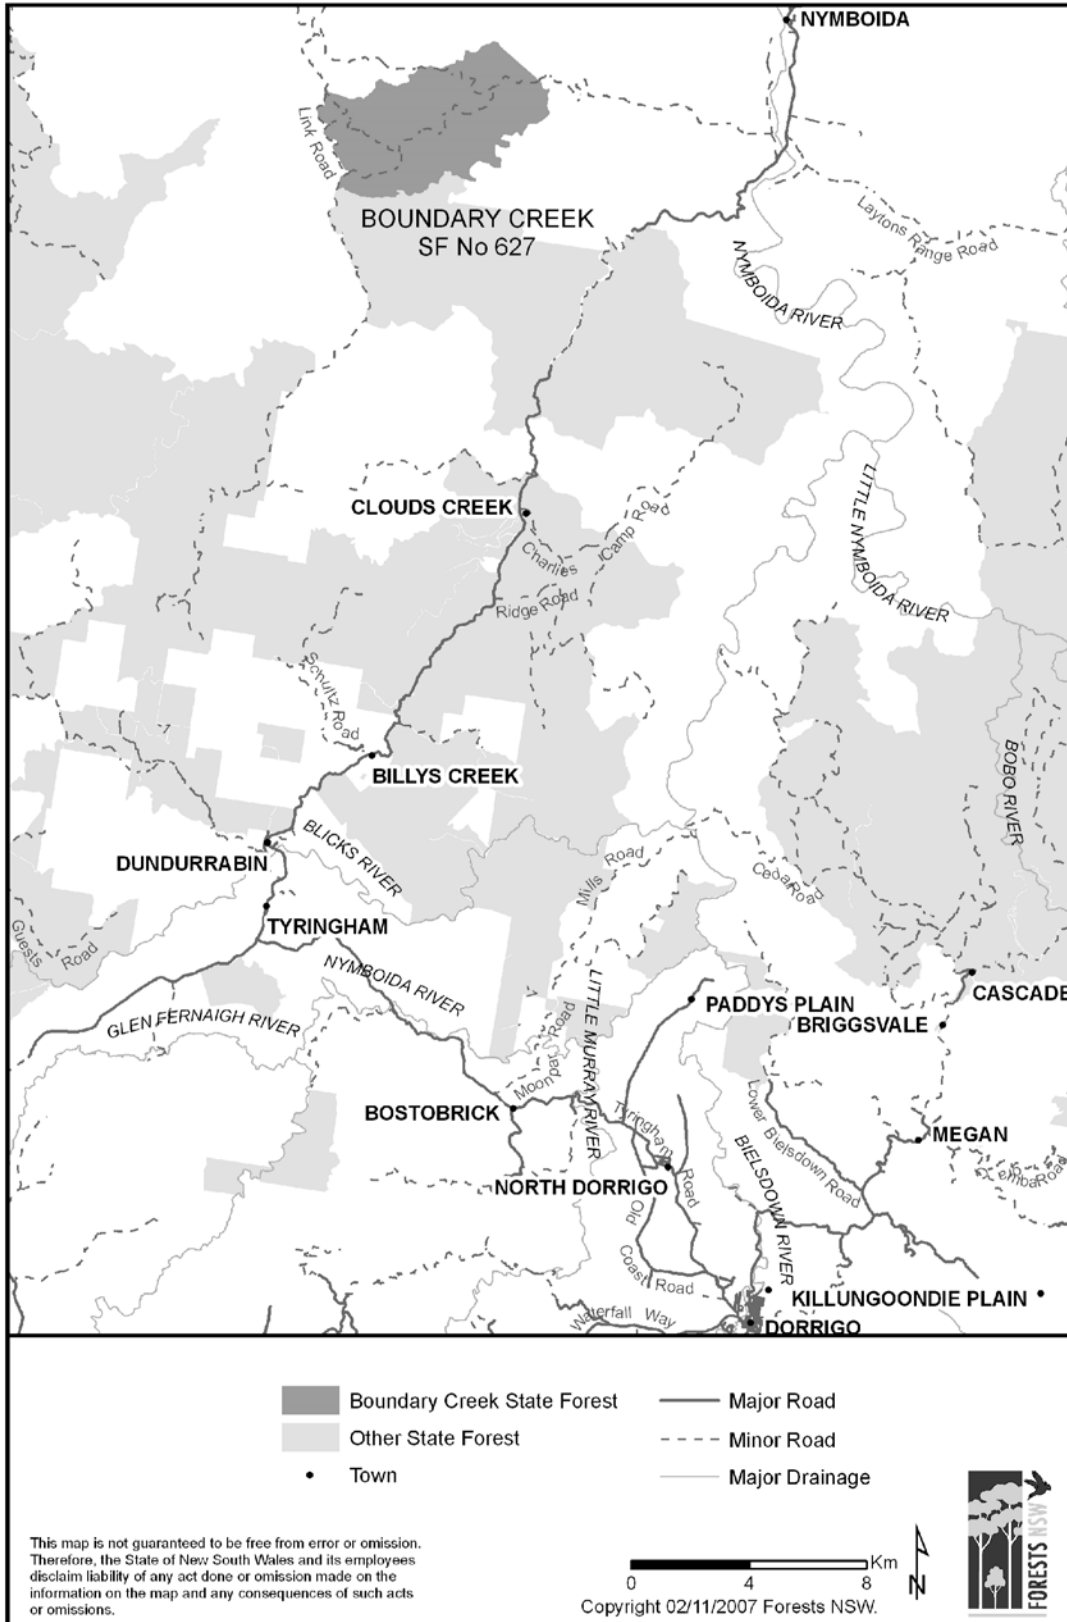 NYMBOIDA
Link Road
BOUNDARY CREEK
SF No 627
Laytons Range Road
NYMBOIDA RIVER
CLOUDS CREEK
LITTLE NYMBOIDA RIVER
Camp Road
Charlies
Ridge Road
Schultz Road
BILLYS CREEK
BOBO RIVER
BLICKS RIVER
DUNDURRABIN
Mills Road
Cedar Road
TYRINGHAM
Guests Road
NYMBOIDA RIVER
LITTLE MURRAY RIVER
PADDYS PLAIN
CASCADE
BRIGGSVALE
GLEN FERNAIGH RIVER
Moonpar Road
BOSTOBRICK
Tyringham Road
Lower Bielsdown Road
BIELSDOWN RIVER
MEGAN
Road
NORTH DORRIGO
Old Coast Road
KILLUNGOONDIE PLAIN
Waterfall Way
DORRIGO
Boundary Creek State Forest
Other State Forest
Town
Major Road
Minor Road
Major Drainage
This map is not guaranteed to be free from error or omission.
Therefore, the State of New South Wales and its employees
disclaim liability of any act done or omission made on the
information on the map and any consequences of such acts
or omissions.
Km
0 4 8
N
Copyright 02/11/2007 Forests NSW.
FORESTS NSW